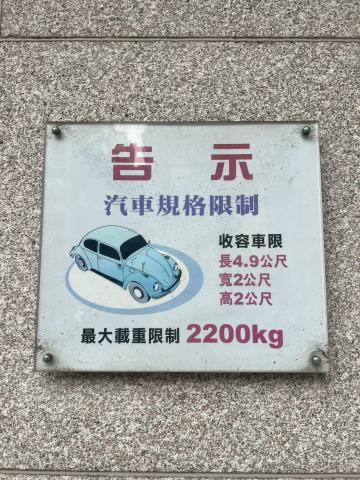 告示
汽車規格限制
收容車限
長4.9公尺
寬2公尺
高2公尺
最大載重限制 2200kg